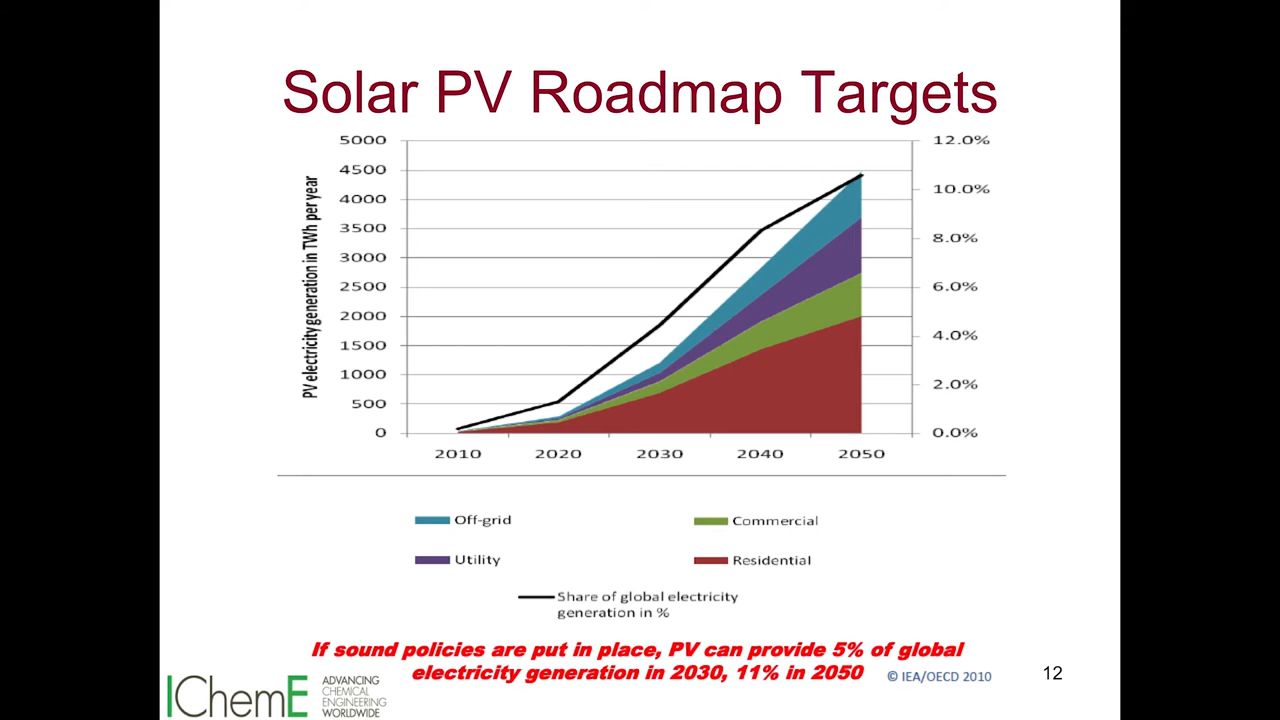 Solar PV Roadmap Targets
PV electricity generation in TWh per year
5000
4500
4000
3500
3000
2500
2000
1500
1000
500
0
12.0%
10.0%
8.0%
6.0%
4.0%
2.0%
0.0%
2010 2020 2030 2040 2050
Off-grid
Commercial
Utility
Residential
Share of global electricity
generation in %
If sound policies are put in place, PV can provide 5% of global
electricity generation in 2030, 11% in 2050
© IEA/OECD 2010
12
IChemE
ADVANCING
CHEMICAL
ENGINEERING
WORLDWIDE